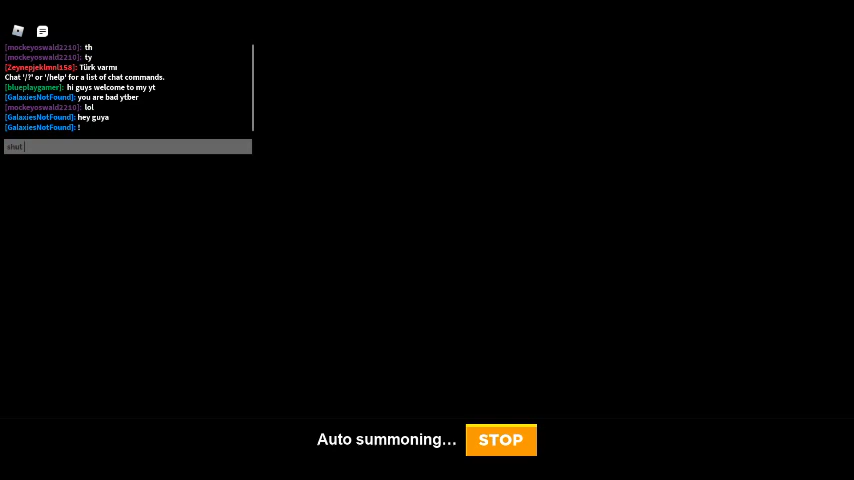 [mockeyoswald2210]: th
[mockeyoswald2210]: ty
[Zeynepjeklmnl158]: Türk varmı
Chat '/?' or '/help' for a list of chat commands.
[blueplaygamer]: hi guys welcome to my yt
[GalaxiesNotFound]: you are bad ytber
[mockeyoswald2210]: lol
[GalaxiesNotFound]: hey guya
[GalaxiesNotFound]: !
shut
Auto summoning... STOP